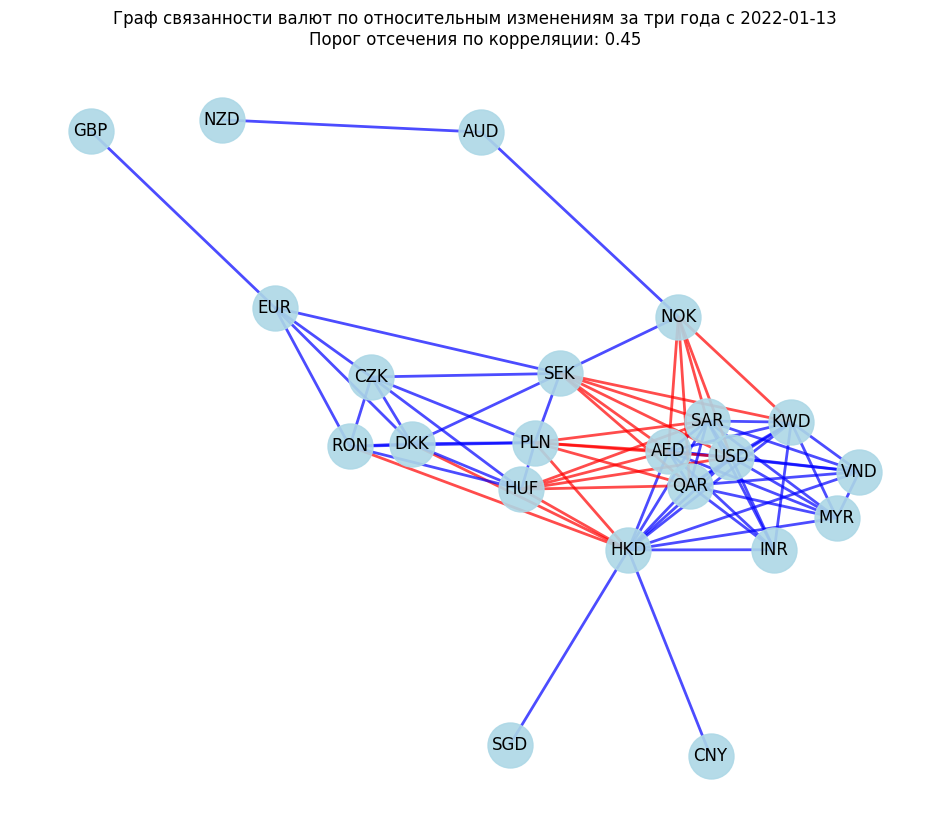 Граф связанности валют по относительным изменениям за три года с 2022-01-13
Порог отсечения по корреляции: 0.45
NZD
GBP
AUD
EUR
NOK
SEK
CZK
SAR
KWD
PLN
DKK
RON
AED
USD
VND
QAR
HUF
MYR
HKD
INR
SGD
CNY